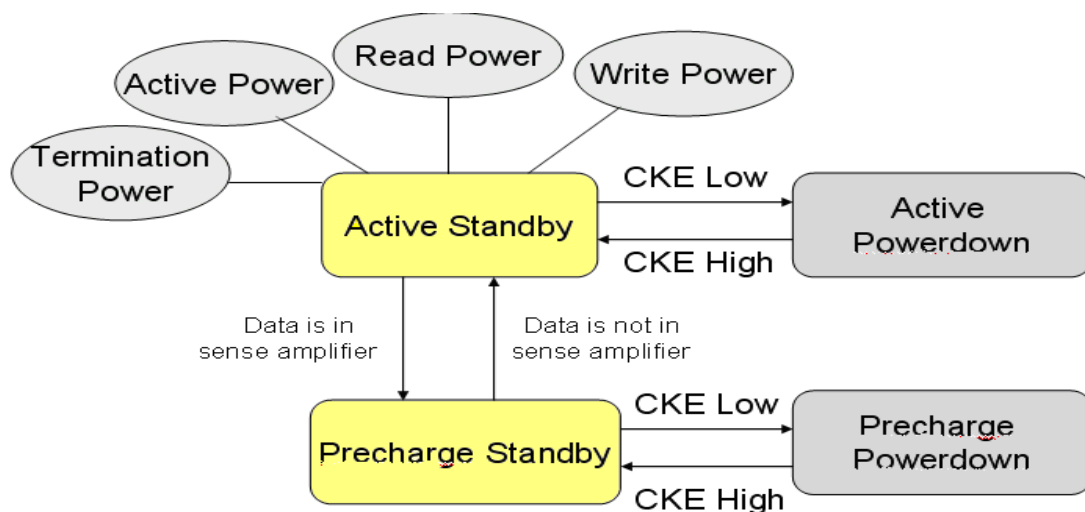 Read Power
Active Power
Write Power
Termination
Power
CKE Low
Active Standby
Active
Powerdown
CKE High
Data is in
sense amplifier
Data is not in
sense amplifier
CKE Low
Precharge Standby
Precharge
Powerdown
CKE High